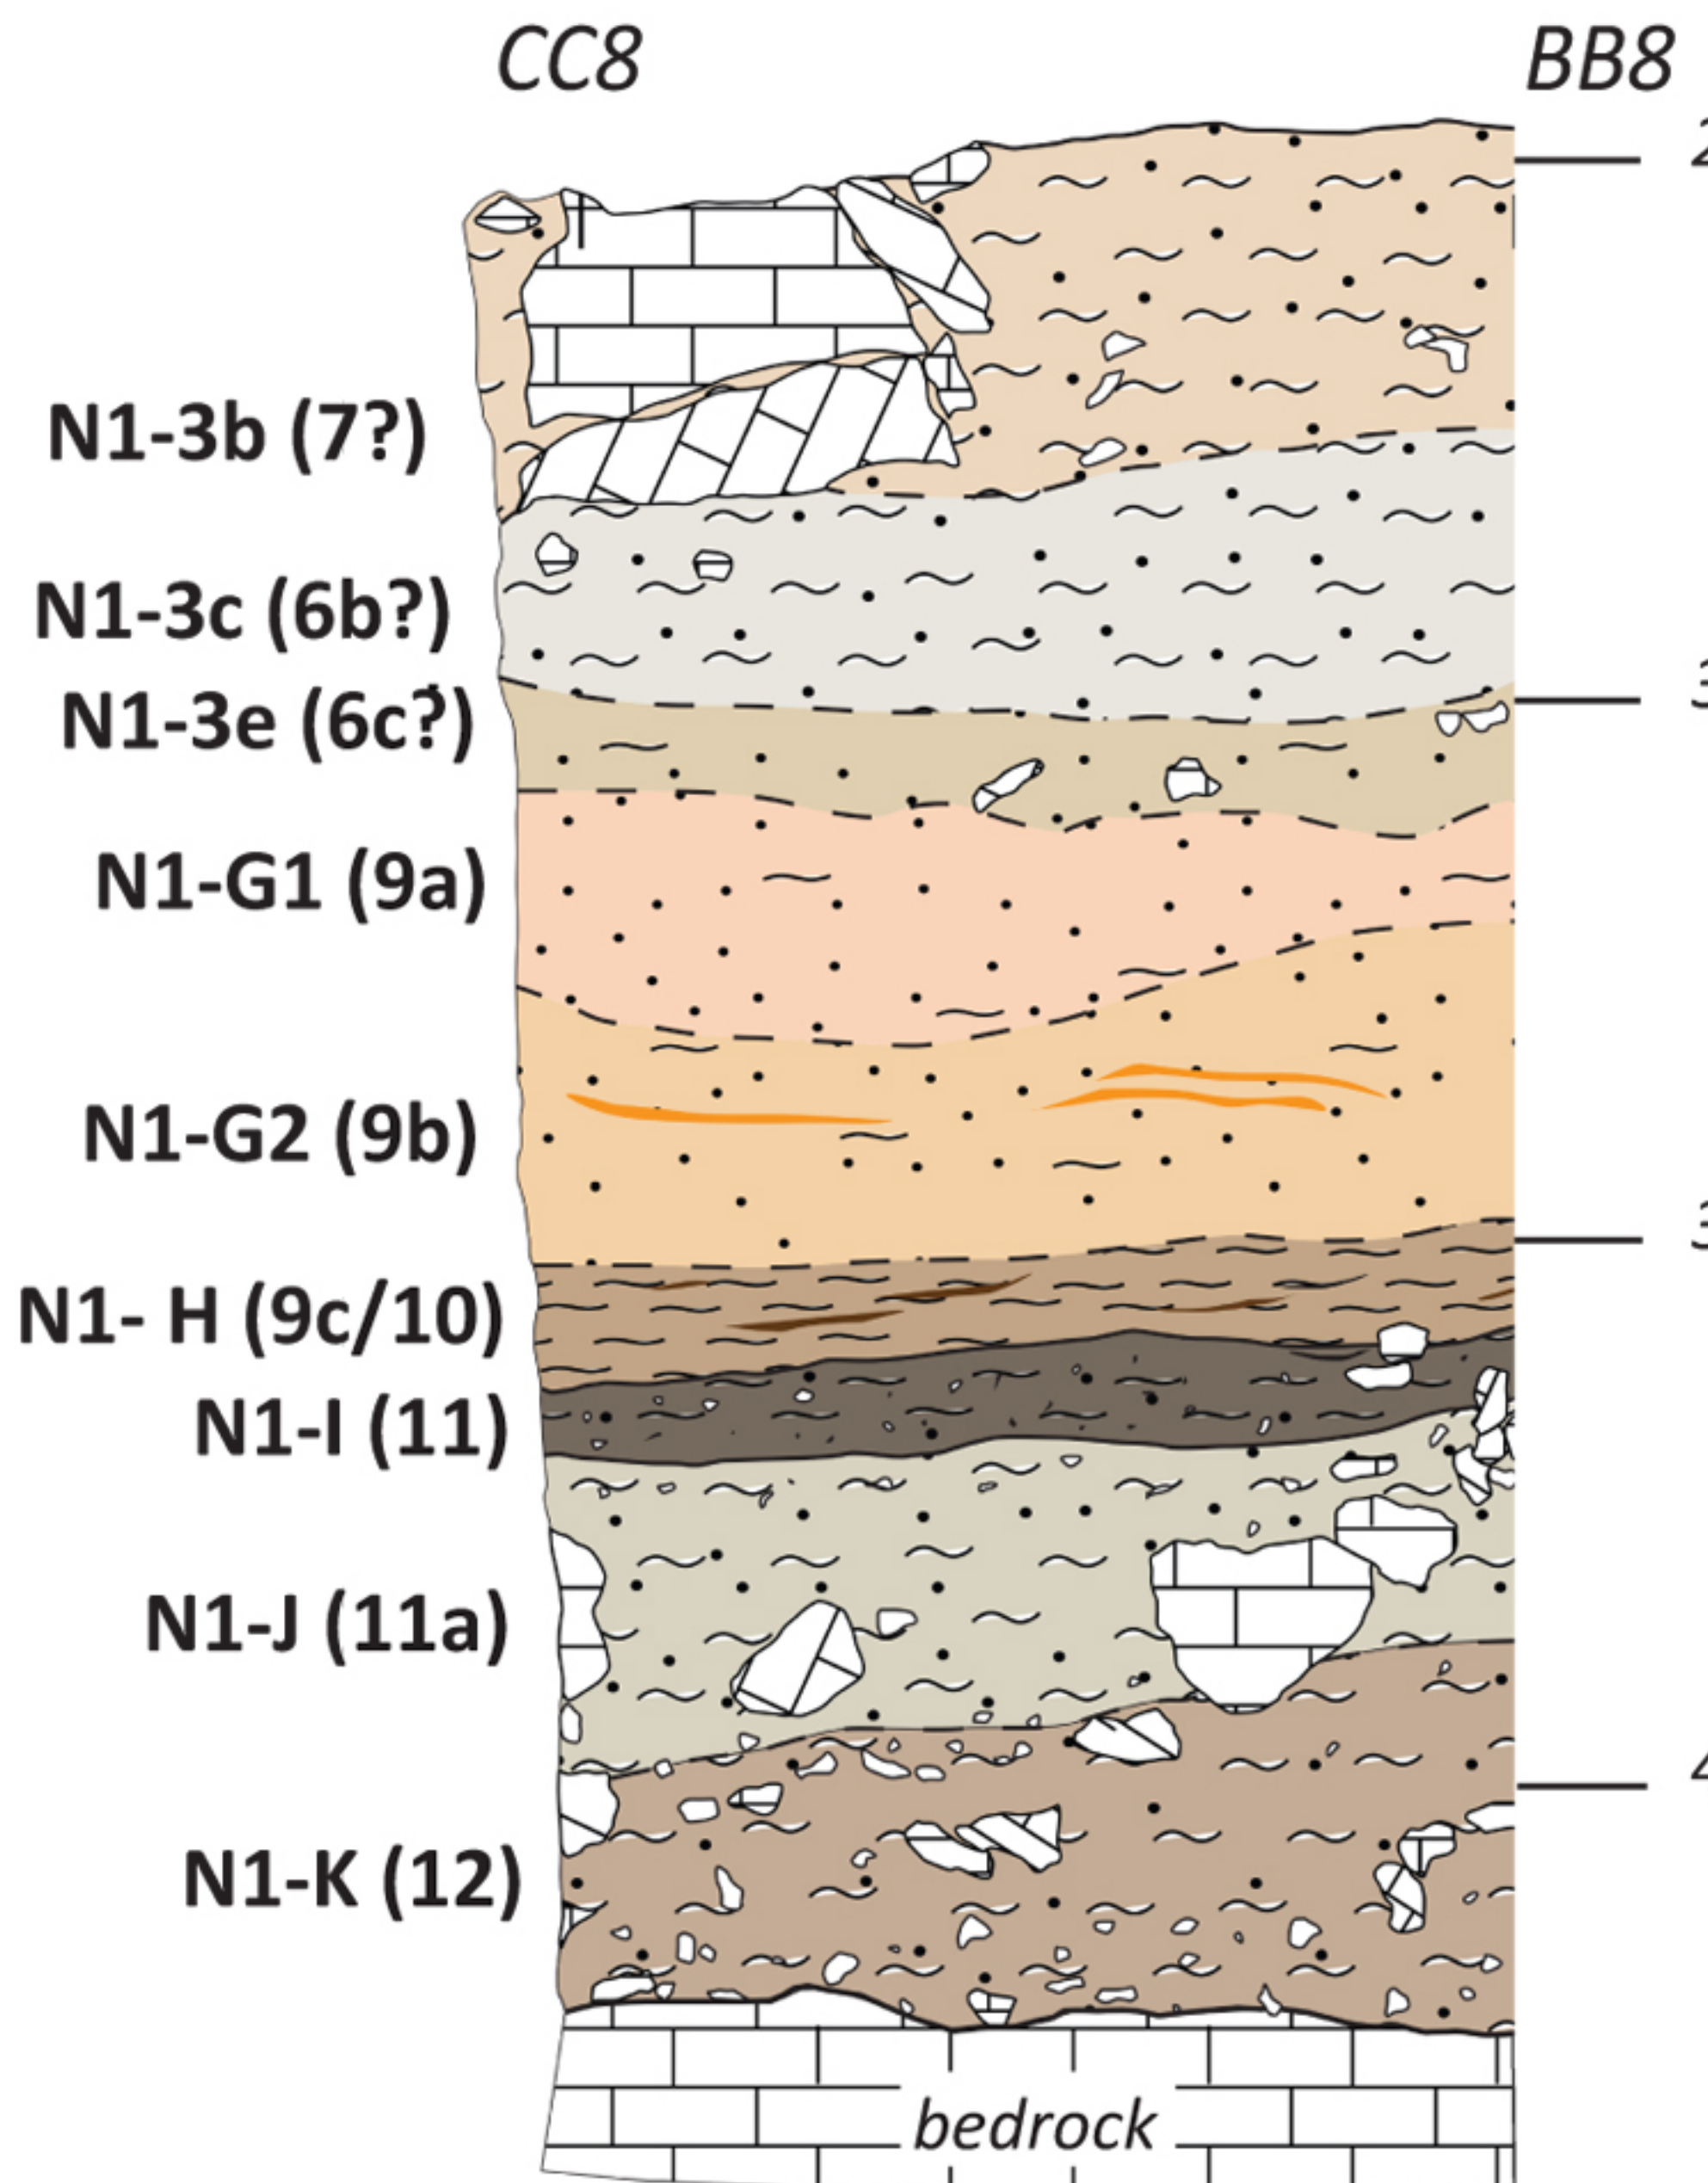 CC8 BB8
N1-3b (7?)
N1-3c (6b?)
N1-3e (6c?)
N1-G1 (9a)
N1-G2 (9b)
N1- H (9c/10)
N1-I (11)
N1-J (11a)
N1-K (12)
bedrock